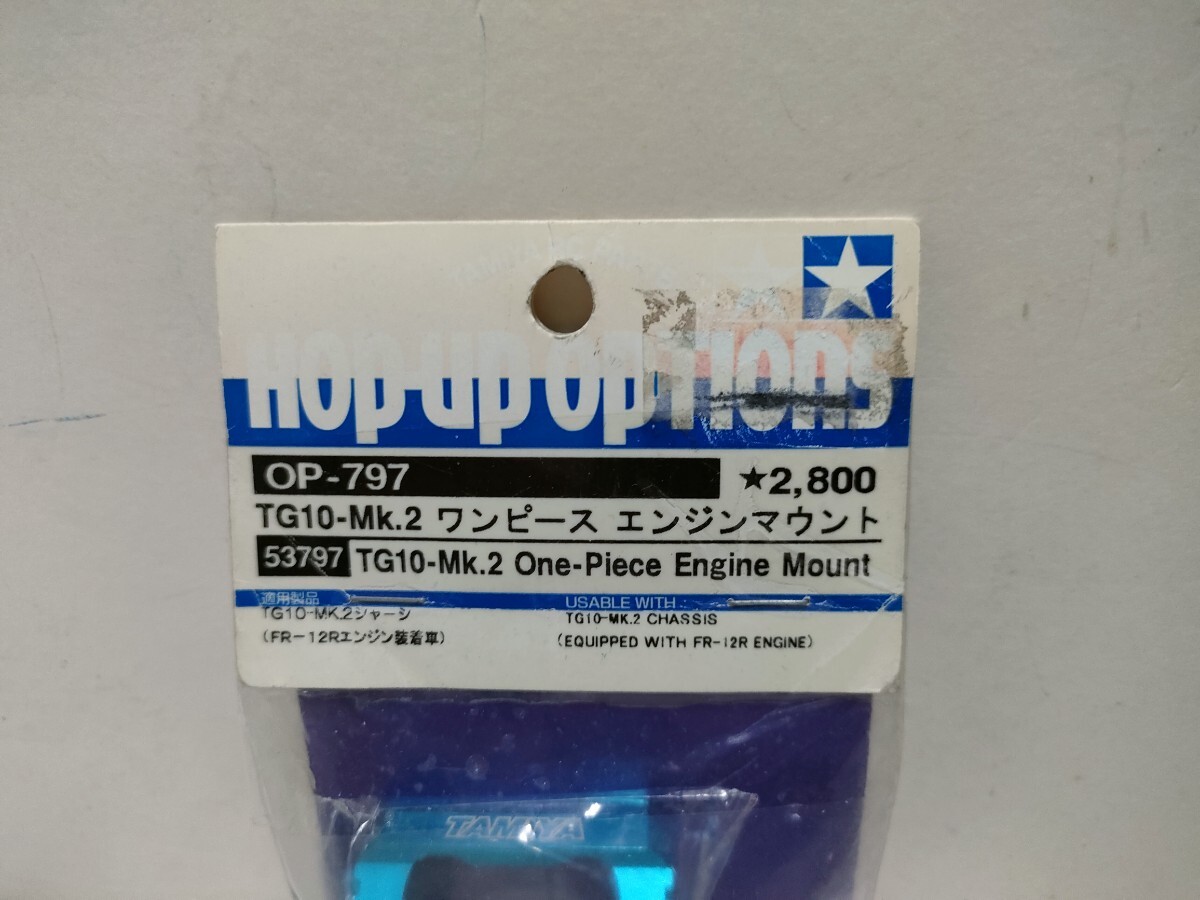 Hop-up options
OP-797 ★2,800
TG10-Mk.2 ワンピース エンジンマウント
53797 TG10-Mk.2 One-Piece Engine Mount
適用製品
TG10-MK.2シャーシ
(FR-12Rエンジン装着車)
USABLE WITH :
TG10-MK.2 CHASSIS
(EQUIPPED WITH FR-12R ENGINE)
TAMIYA